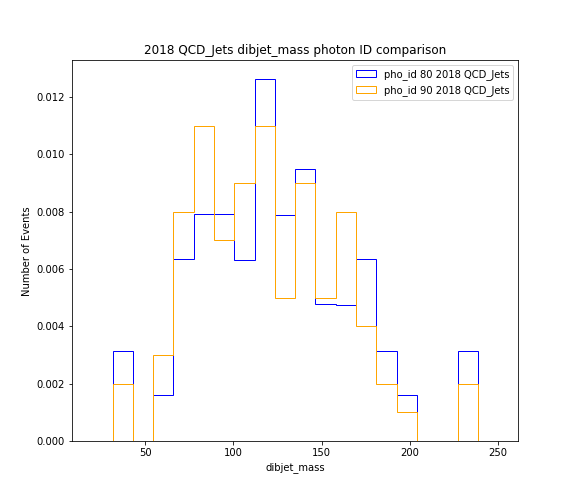 2018 QCD_Jets dibjet_mass photon ID comparison
pho_id 80 2018 QCD_Jets
pho_id 90 2018 QCD_Jets
Number of Events
0.012
0.010
0.008
0.006
0.004
0.002
0.000
50 100 150 200 250
dibjet_mass